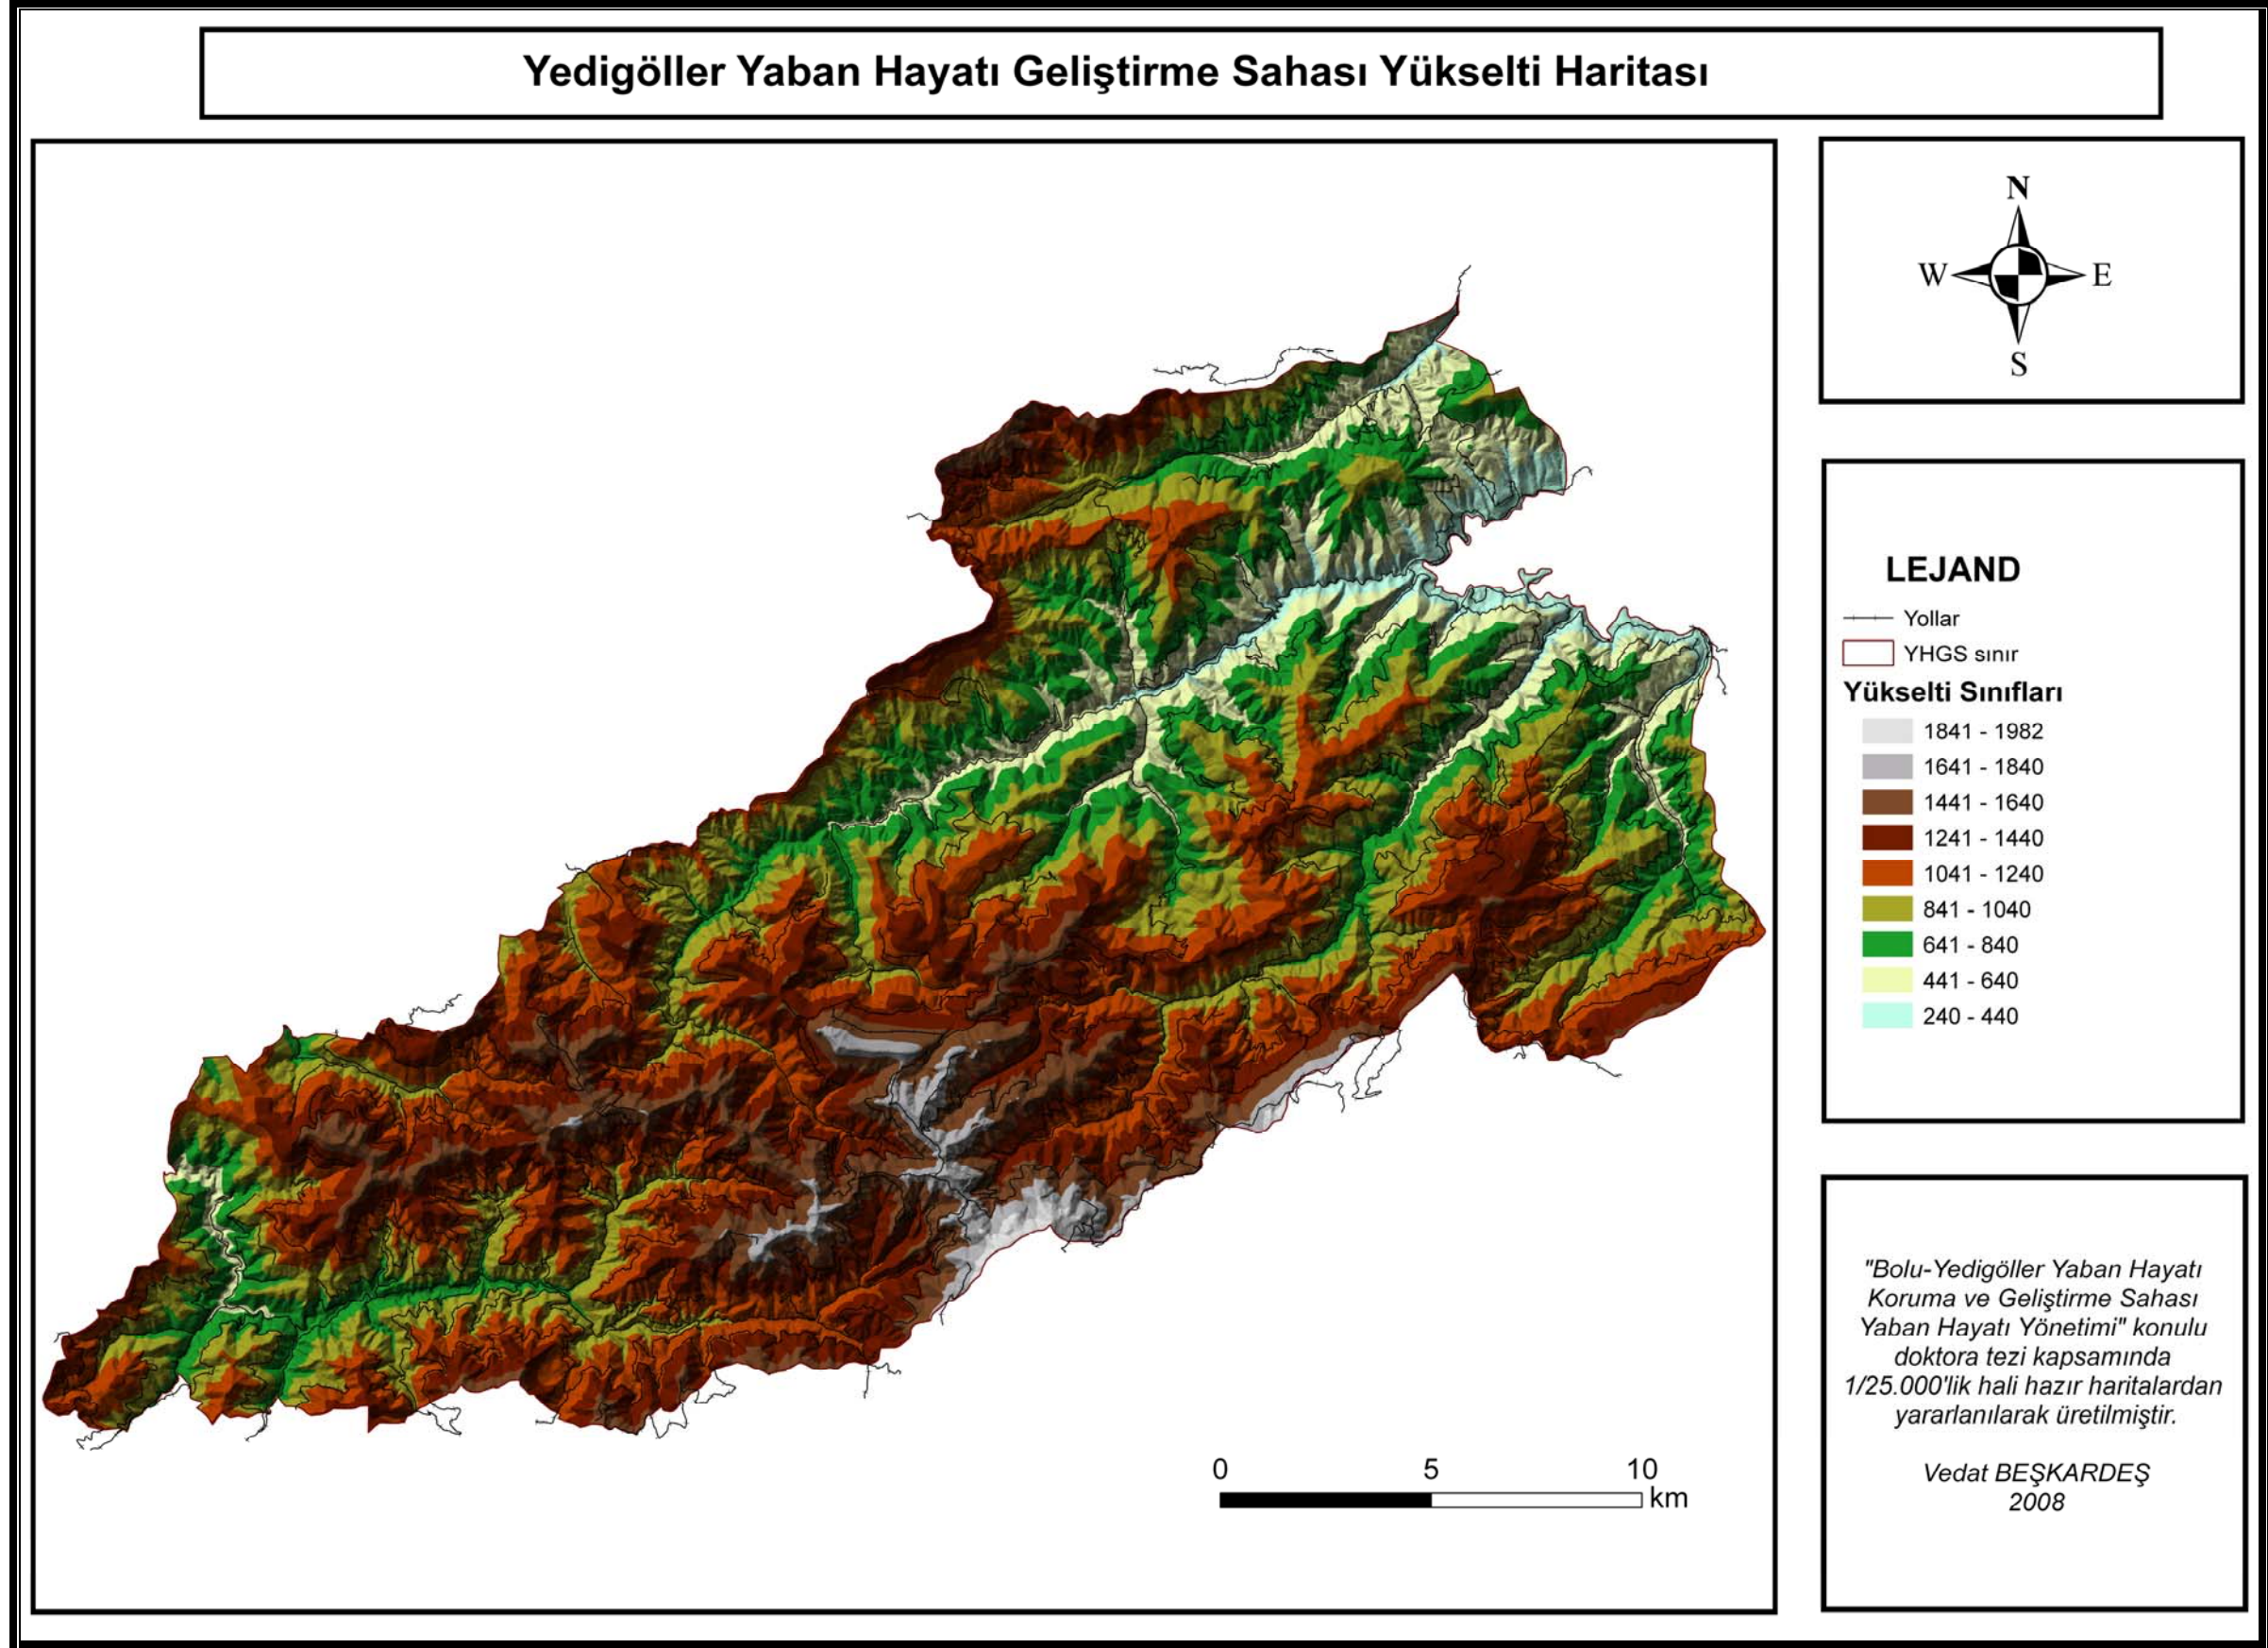 Yedigöller Yaban Hayatı Geliştirme Sahası Yükselti Haritası
N
W E
S
LEJAND
Yollar
YHGS sınır
Yükselti Sınıfları
1841 - 1982
1641 - 1840
1441 - 1640
1241 - 1440
1041 - 1240
841 - 1040
641 - 840
441 - 640
240 - 440
"Bolu-Yedigöller Yaban Hayatı
Koruma ve Geliştirme Sahası
Yaban Hayatı Yönetimi" konulu
doktora tezi kapsamında
1/25.000'lik hali hazır haritalardan
yararlanılarak üretilmiştir.
Vedat BEŞKARDEŞ
2008
0 5 10
km